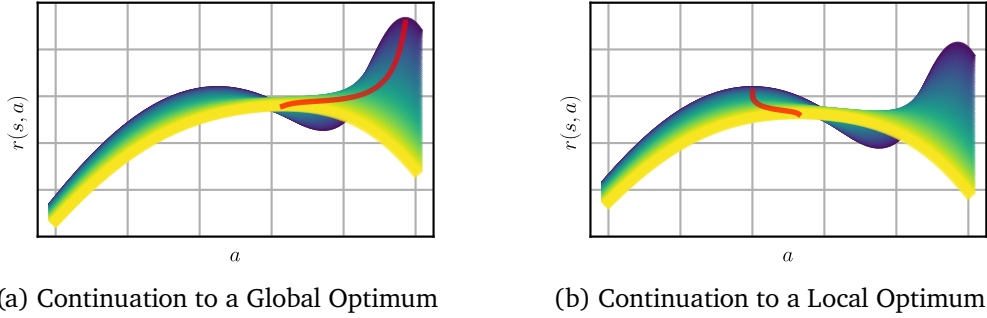 r(s, a)
r(s, a)
a
a
(a) Continuation to a Global Optimum
(b) Continuation to a Local Optimum